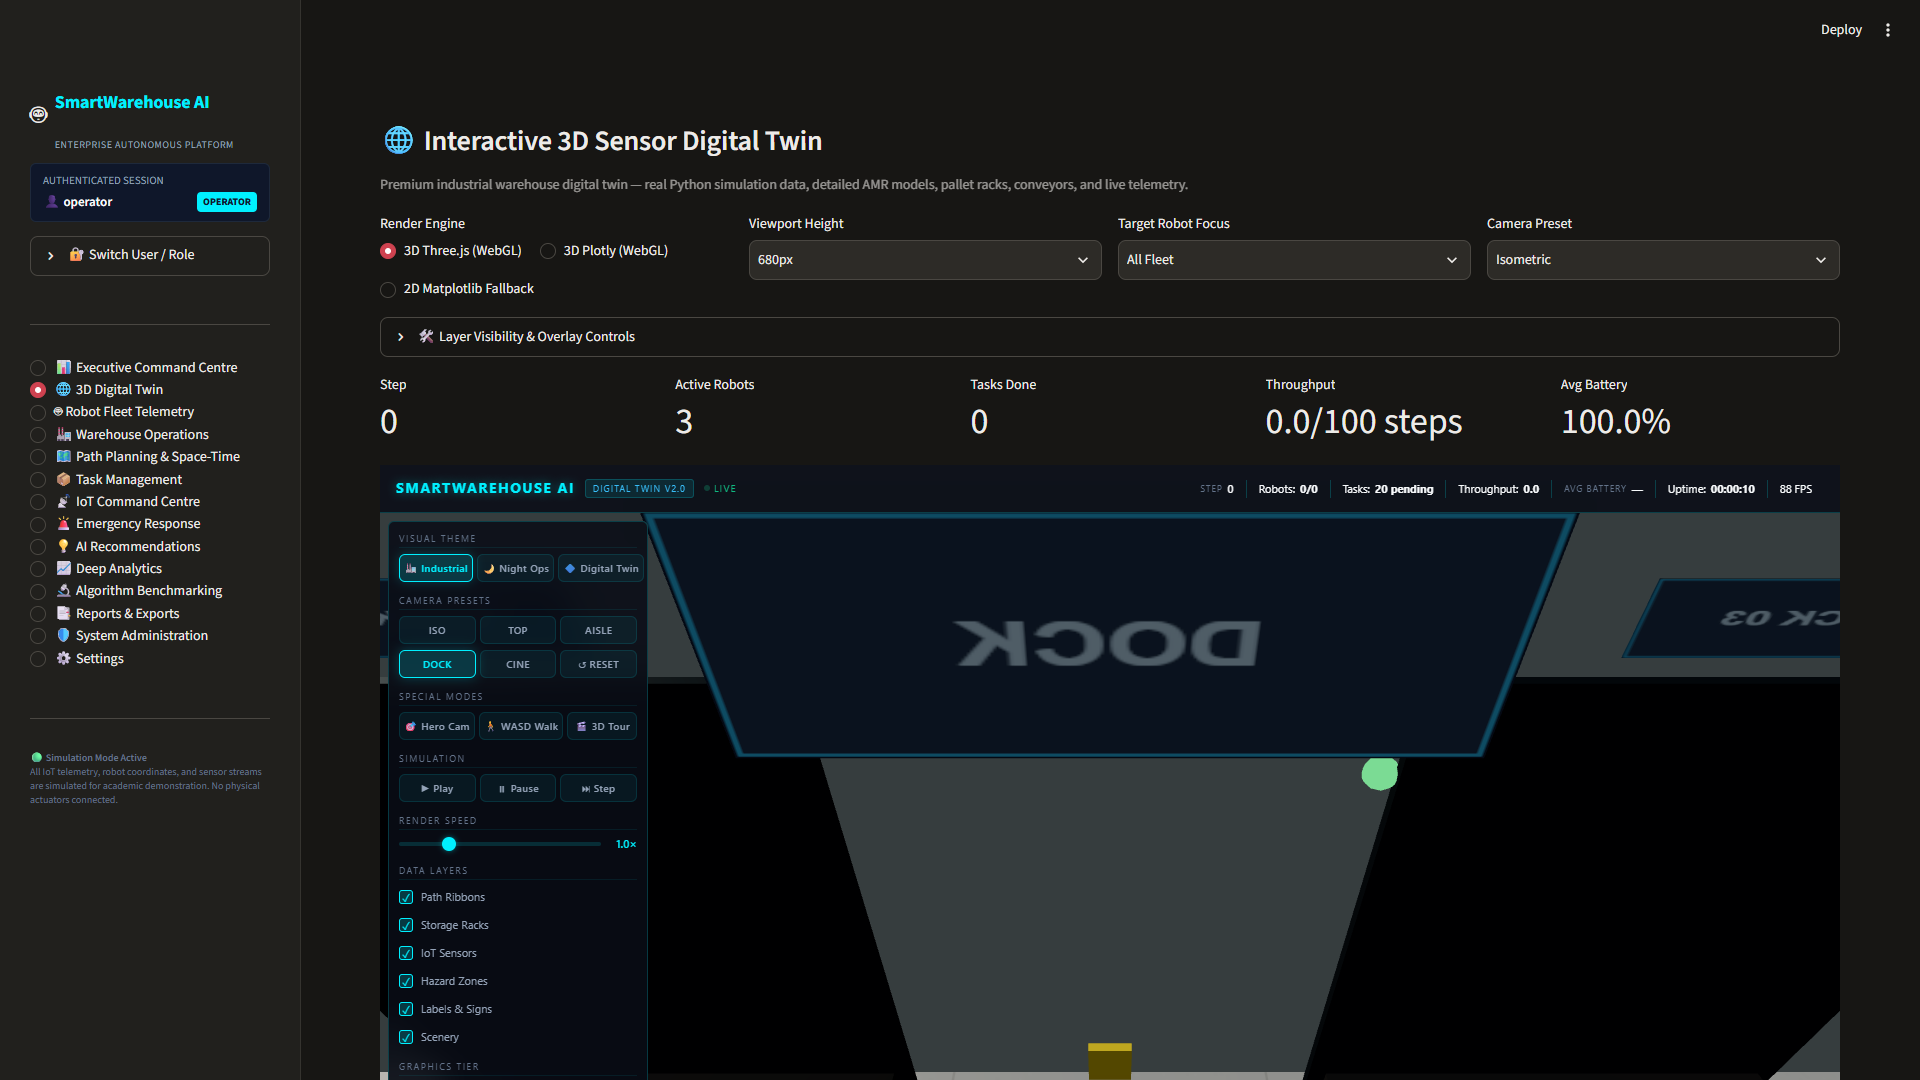 Deploy
SmartWarehouse AI
ENTERPRISE AUTONOMOUS PLATFORM
AUTHENTICATED SESSION
operator
OPERATOR
Switch User / Role
Executive Command Centre
3D Digital Twin
Robot Fleet Telemetry
Warehouse Operations
Path Planning & Space-Time
Task Management
IoT Command Centre
Emergency Response
AI Recommendations
Deep Analytics
Algorithm Benchmarking
Reports & Exports
System Administration
Settings
Simulation Mode Active
All IoT telemetry, robot coordinates, and sensor streams
are simulated for academic demonstration. No physical
actuators connected.
Interactive 3D Sensor Digital Twin
Premium industrial warehouse digital twin — real Python simulation data, detailed AMR models, pallet racks, conveyors, and live telemetry.
Render Engine
3D Three.js (WebGL)
3D Plotly (WebGL)
2D Matplotlib Fallback
Viewport Height
680px
Target Robot Focus
All Fleet
Camera Preset
Isometric
Layer Visibility & Overlay Controls
Step
0
Active Robots
3
Tasks Done
0
Throughput
0.0/100 steps
Avg Battery
100.0%
SMARTWAREHOUSE AI
DIGITAL TWIN V2.0
LIVE
STEP 0
Robots: 0/0
Tasks: 20 pending
Throughput: 0.0
AVG BATTERY —
Uptime: 00:00:10
88 FPS
VISUAL THEME
Industrial
Night Ops
Digital Twin
CAMERA PRESETS
ISO
TOP
AISLE
DOCK
CINE
↺ RESET
SPECIAL MODES
Hero Cam
WASD Walk
3D Tour
SIMULATION
▶ Play
⏸ Pause
⏭ Step
RENDER SPEED
1.0×
DATA LAYERS
Path Ribbons
Storage Racks
IoT Sensors
Hazard Zones
Labels & Signs
Scenery
GRAPHICS TIER
DOCK
CK 03